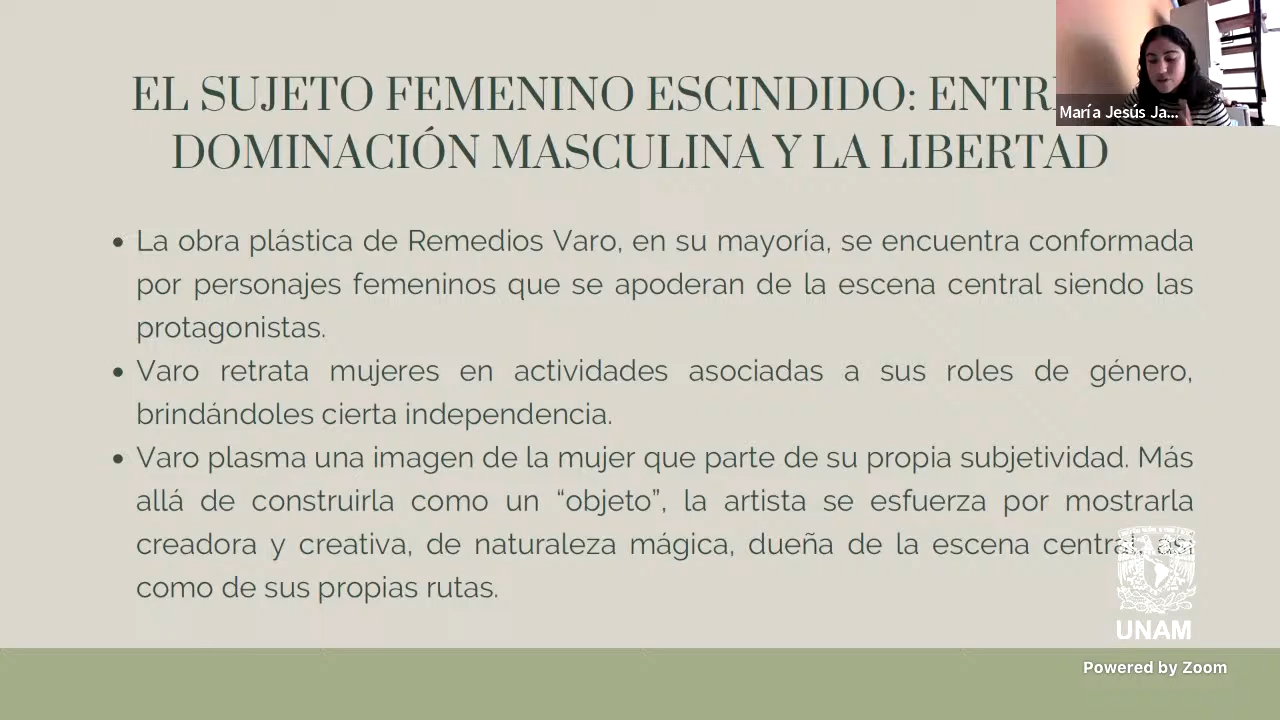 EL SUJETO FEMENINO ESCINDIDO: ENTR
DOMINACIÓN MASCULINA Y LA LIBERTAD
María Jesús Ja...
• La obra plástica de Remedios Varo, en su mayoría, se encuentra conformada
por personajes femeninos que se apoderan de la escena central siendo las
protagonistas.
• Varo retrata mujeres en actividades asociadas a sus roles de género,
brindándoles cierta independencia.
• Varo plasma una imagen de la mujer que parte de su propia subjetividad. Más
allá de construirla como un “objeto”, la artista se esfuerza por mostrarla
creadora y creativa, de naturaleza mágica, dueña de la escena central, así
como de sus propias rutas.
UNAM
Powered by Zoom